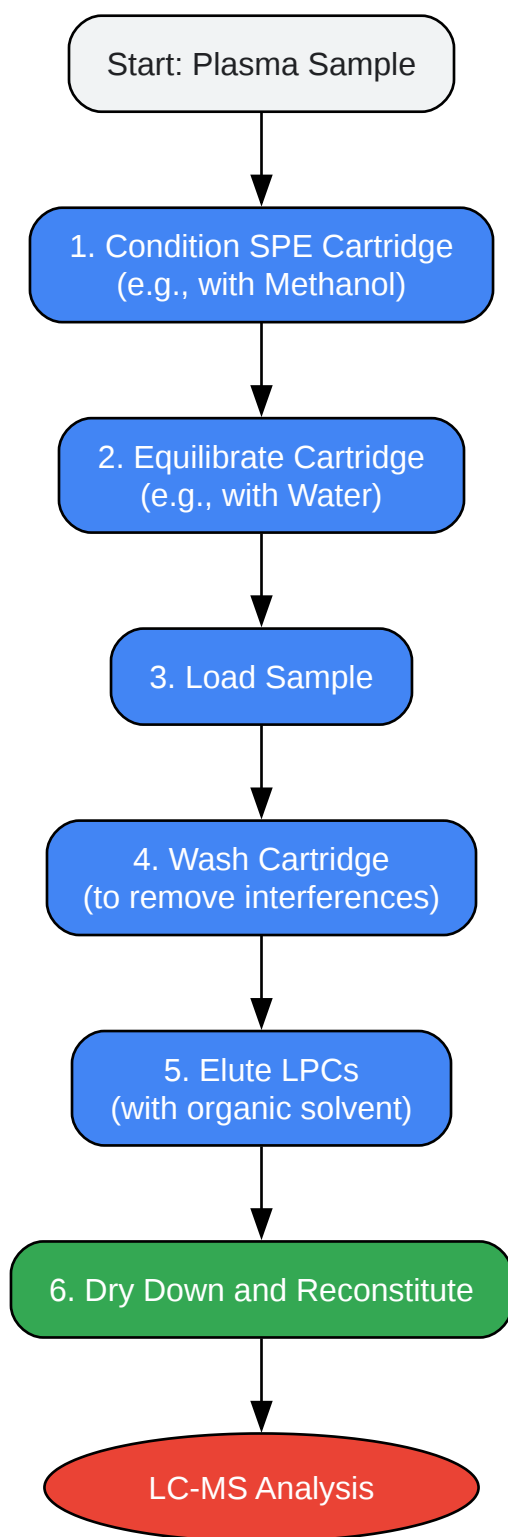 Start: Plasma Sample
1. Condition SPE Cartridge
(e.g., with Methanol)
2. Equilibrate Cartridge
(e.g., with Water)
3. Load Sample
4. Wash Cartridge
(to remove interferences)
5. Elute LPCs
(with organic solvent)
6. Dry Down and Reconstitute
LC-MS Analysis